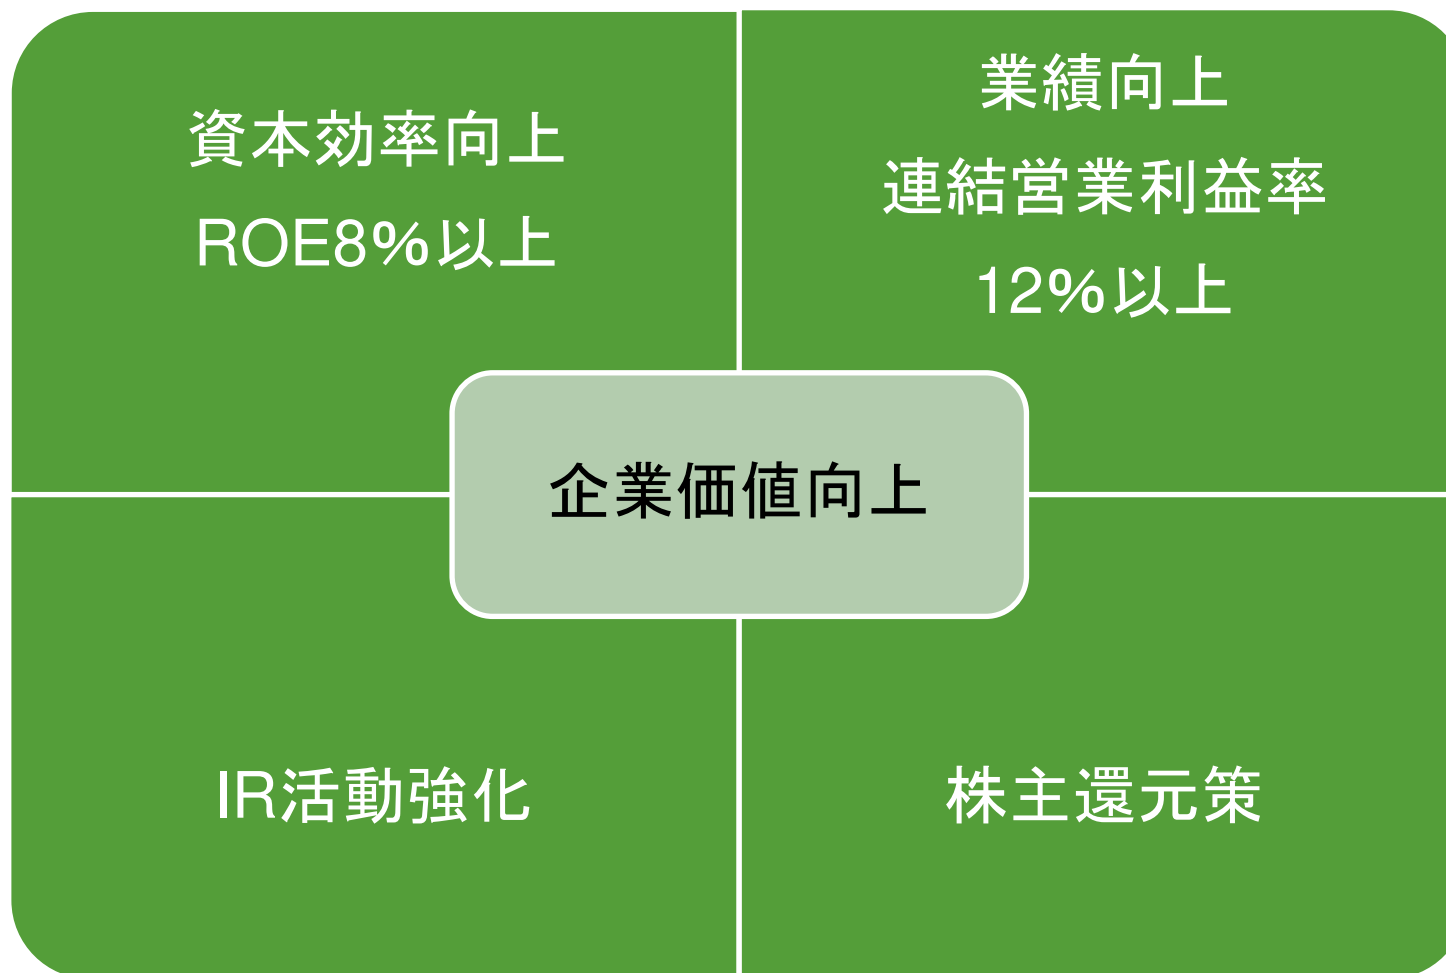 資本効率向上
ROE8%以上
業績向上
連結営業利益率
12%以上
企業価値向上
IR活動強化
株主還元策